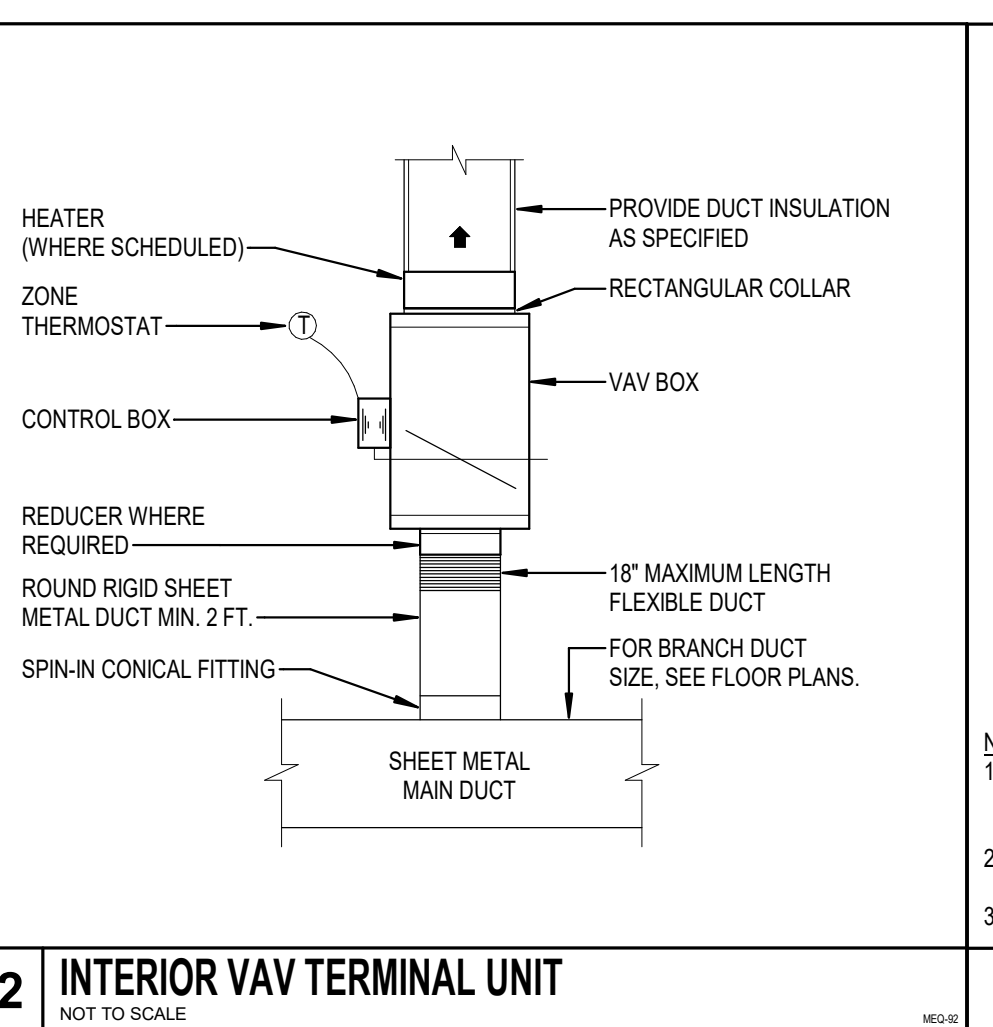 HEATER
(WHERE SCHEDULED)
ZONE
THERMOSTAT
T
CONTROL BOX
REDUCER WHERE
REQUIRED
ROUND RIGID SHEET
METAL DUCT MIN. 2 FT.
SPIN-IN CONICAL FITTING
PROVIDE DUCT INSULATION
AS SPECIFIED
RECTANGULAR COLLAR
VAV BOX
18" MAXIMUM LENGTH
FLEXIBLE DUCT
FOR BRANCH DUCT
SIZE, SEE FLOOR PLANS.
SHEET METAL
MAIN DUCT
N
1
2
3
2
INTERIOR VAV TERMINAL UNIT
NOT TO SCALE
MEQ-92